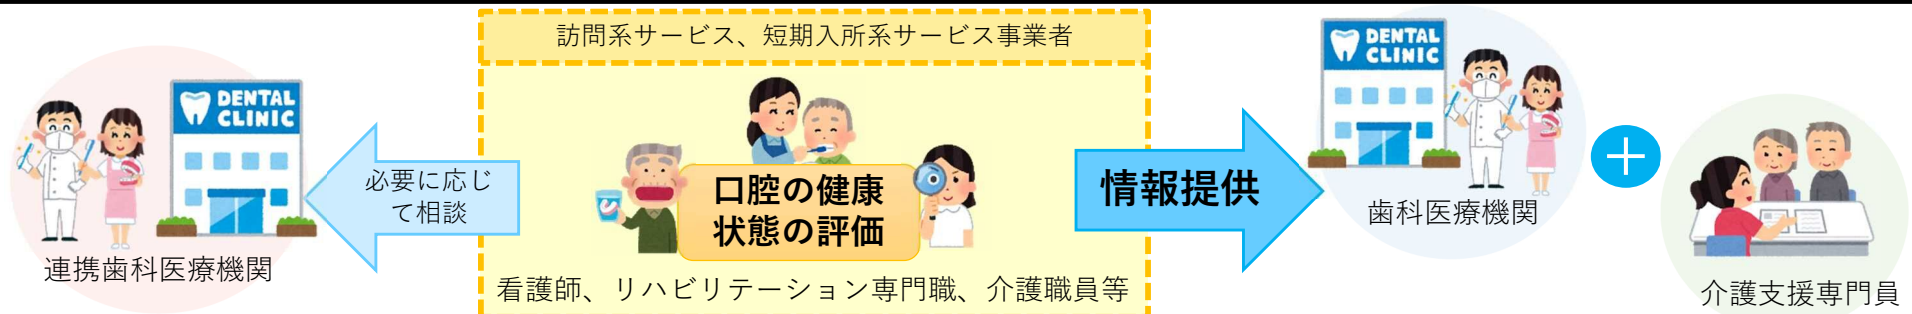 訪問系サービス、短期入所系サービス事業者
DENTAL
CLINIC
必要に応じ
て相談
連携歯科医療機関
口腔の健康
状態の評価
看護師、リハビリテーション専門職、介護職員等
情報提供
DENTAL
CLINIC
歯科医療機関
＋
介護支援専門員